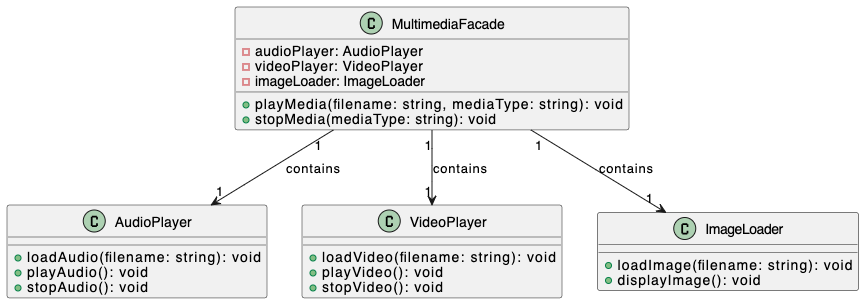 C MultimediaFacade
audioPlayer: AudioPlayer
videoPlayer: VideoPlayer
imageLoader: ImageLoader
playMedia(filename: string, mediaType: string): void
stopMedia(mediaType: string): void
1 1 1
contains contains contains
1 1 1
C AudioPlayer
loadAudio(filename: string): void
playAudio(): void
stopAudio(): void
C VideoPlayer
loadVideo(filename: string): void
playVideo(): void
stopVideo(): void
C ImageLoader
loadImage(filename: string): void
displayImage(): void